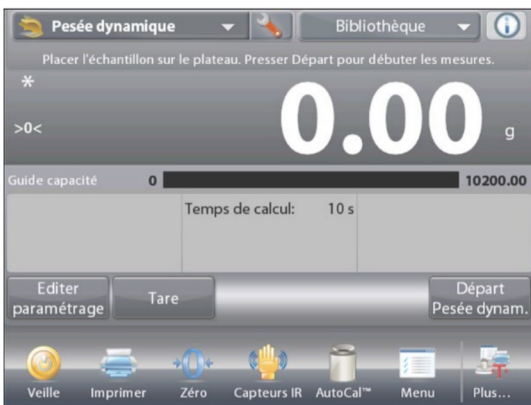 Pesée dynamique
Bibliothèque
Placer l'échantillon sur le plateau. Presser Départ pour débuter les mesures.
*
>0<
0.00 g
Guide capacité 0 10200.00
Temps de calcul: 10 s
Editer
paramétrage
Tare
Départ
Pesée dynam.
Veille Imprimer Zéro Capteurs IR AutoCal™ Menu Plus...